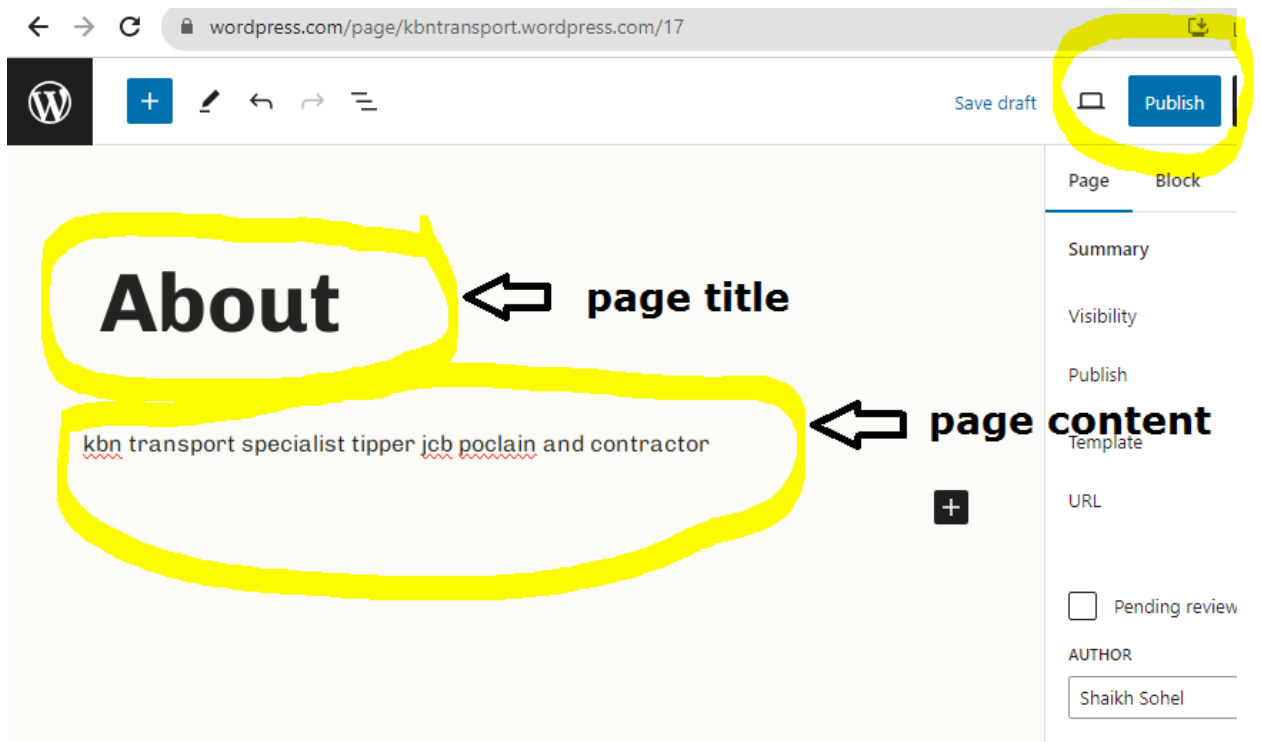 wordpress.com/page/kbntransport.wordpress.com/17
Save draft
Publish
Page Block
About
page title
Summary
Visibility
Publish
page content
kbn transport specialist tipper jcb poclain and contractor
Template
URL
Pending review
AUTHOR
Shaikh Sohel